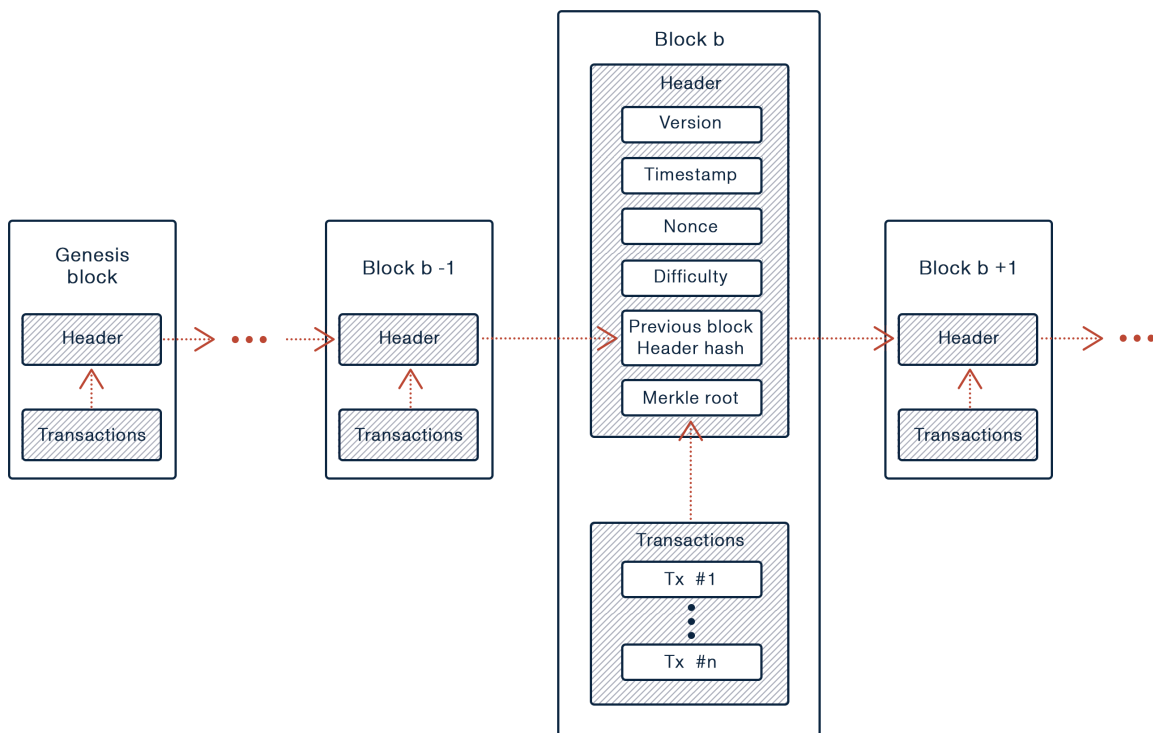 Genesis
block
Header
Transactions
Block b -1
Header
Transactions
Block b
Header
Version
Timestamp
Nonce
Difficulty
Previous block
Header hash
Merkle root
Transactions
Tx #1
Tx #n
Block b +1
Header
Transactions